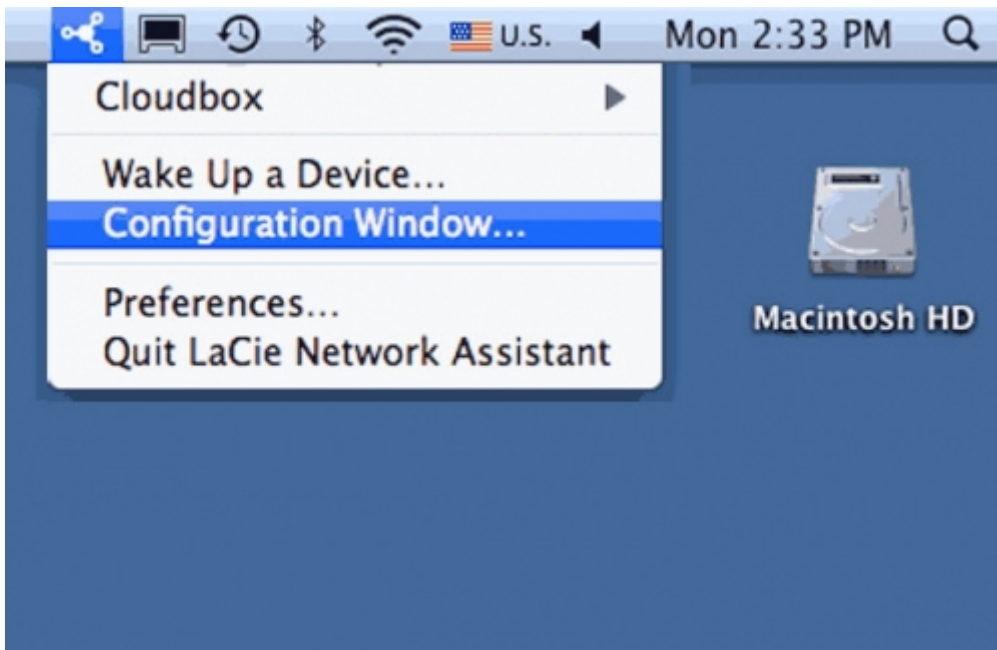 U.S. Mon 2:33 PM
Cloudbox
Wake Up a Device...
Configuration Window...
Preferences...
Quit LaCie Network Assistant
Macintosh HD